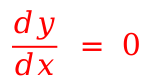 dy/dx = 0